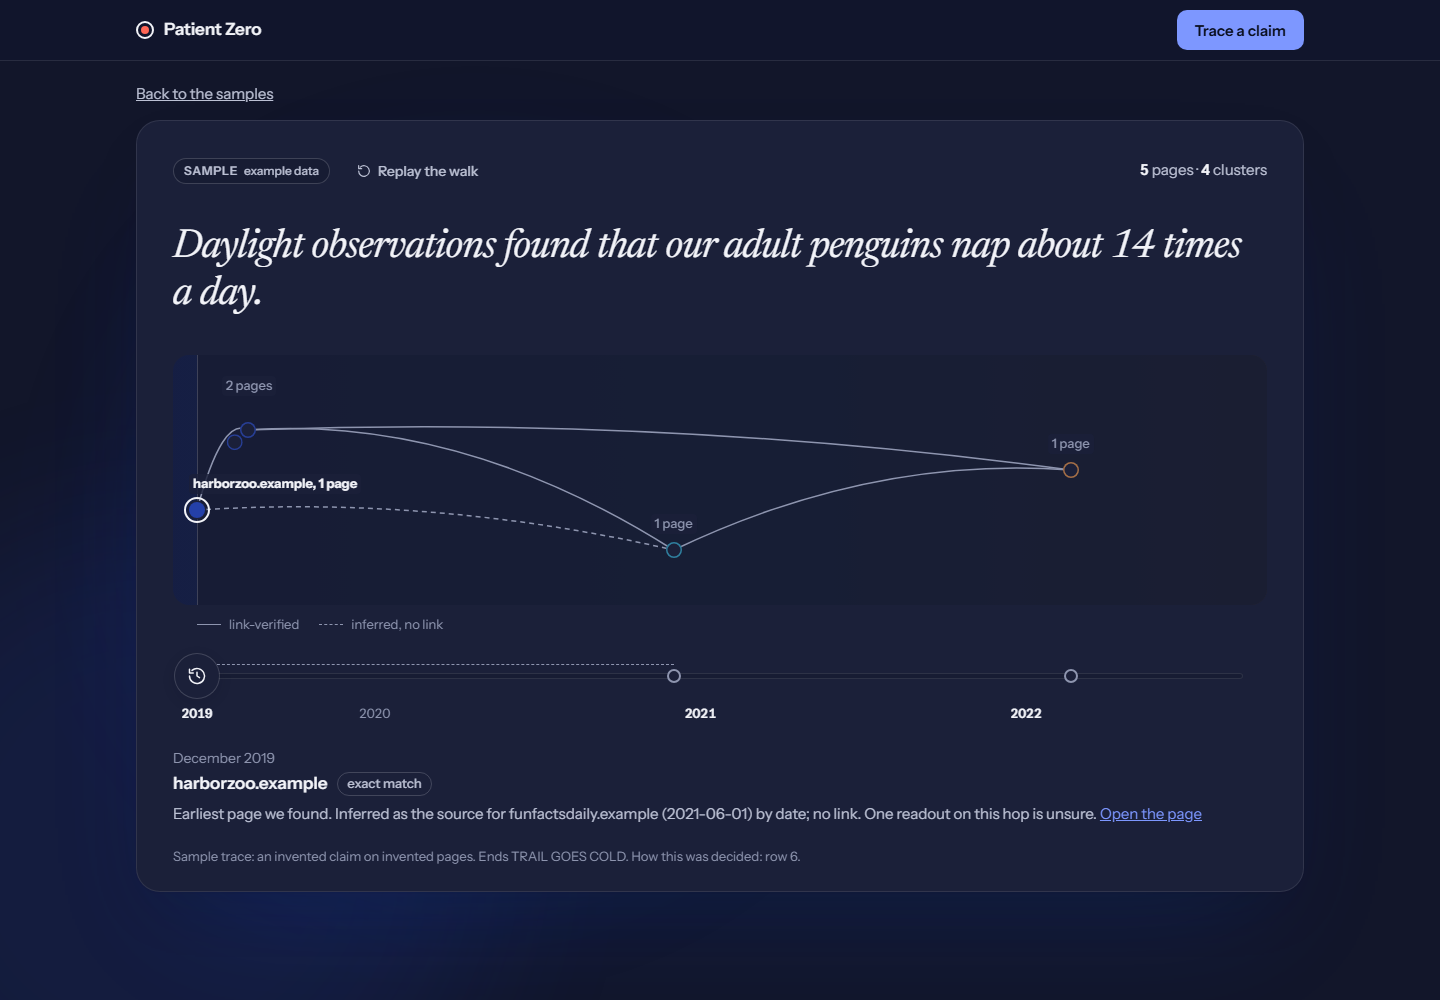 Patient Zero
Trace a claim
Back to the samples
SAMPLE example data
Replay the walk
5 pages · 4 clusters
Daylight observations found that our adult penguins nap about 14 times
a day.
2 pages
1 page
harborzoo.example, 1 page
1 page
link-verified
inferred, no link
2019
2020
2021
2022
December 2019
harborzoo.example
exact match
Earliest page we found. Inferred as the source for funfactsdaily.example (2021-06-01) by date; no link. One readout on this hop is unsure. Open the page
Sample trace: an invented claim on invented pages. Ends TRAIL GOES COLD. How this was decided: row 6.